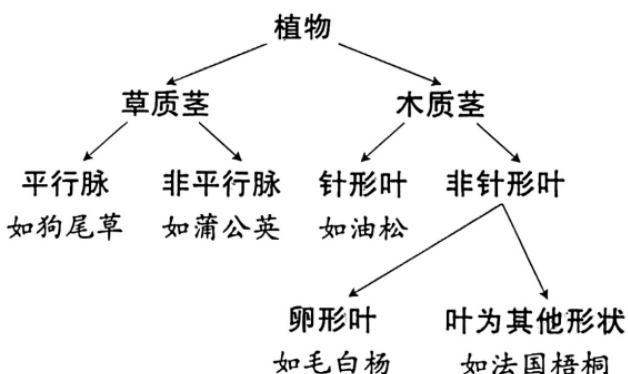 植物
草质茎 木质茎
平行脉 非平行脉 针形叶 非针形叶
如狗尾草 如蒲公英 如油松
卵形叶 叶为其他形状
如毛白杨 如法国梧桐